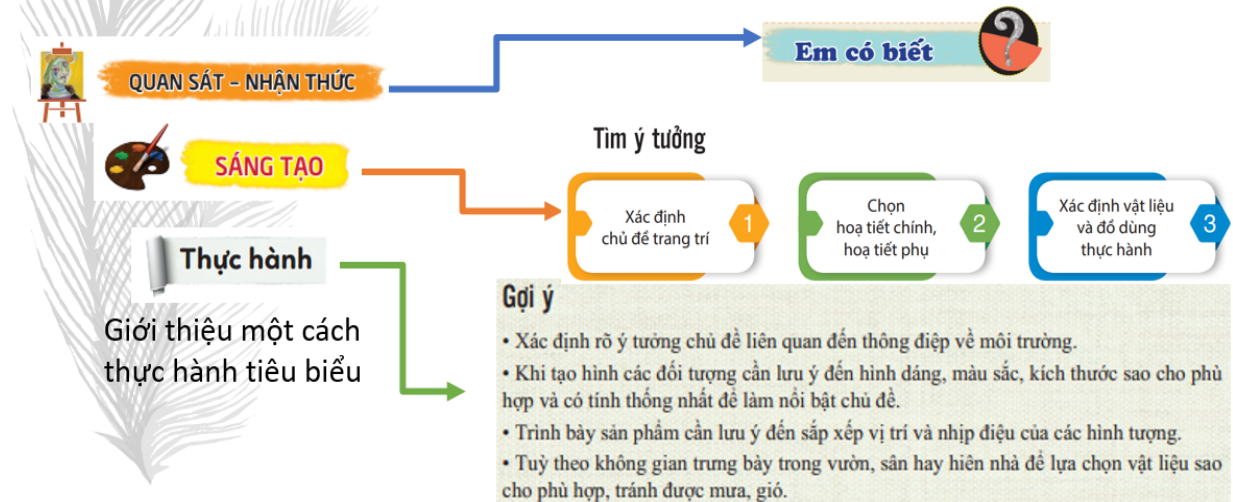 QUAN SÁT – NHẬN THỨC
Em có biết
?
SÁNG TẠO
Tìm ý tưởng
Xác định
chủ đề trang trí
1
Chọn
hoạ tiết chính,
hoạ tiết phụ
2
Xác định vật liệu
và đồ dùng
thực hành
3
Thực hành
Giới thiệu một cách
thực hành tiêu biểu
Gợi ý
• Xác định rõ ý tưởng chủ đề liên quan đến thông điệp về môi trường.
• Khi tạo hình các đối tượng cần lưu ý đến hình dáng, màu sắc, kích thước sao cho phù
hợp và có tính thống nhất để làm nổi bật chủ đề.
• Trình bày sản phẩm cần lưu ý đến sắp xếp vị trí và nhịp điệu của các hình tượng.
• Tuỳ theo không gian trưng bày trong vườn, sân hay hiên nhà để lựa chọn vật liệu sao
cho phù hợp, tránh được mưa, gió.